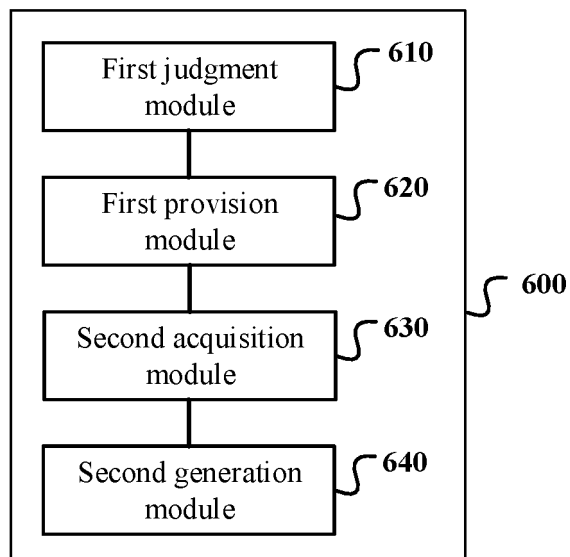 First judgment
module
610
First provision
module
620
600
Second acquisition
module
630
Second generation
module
640